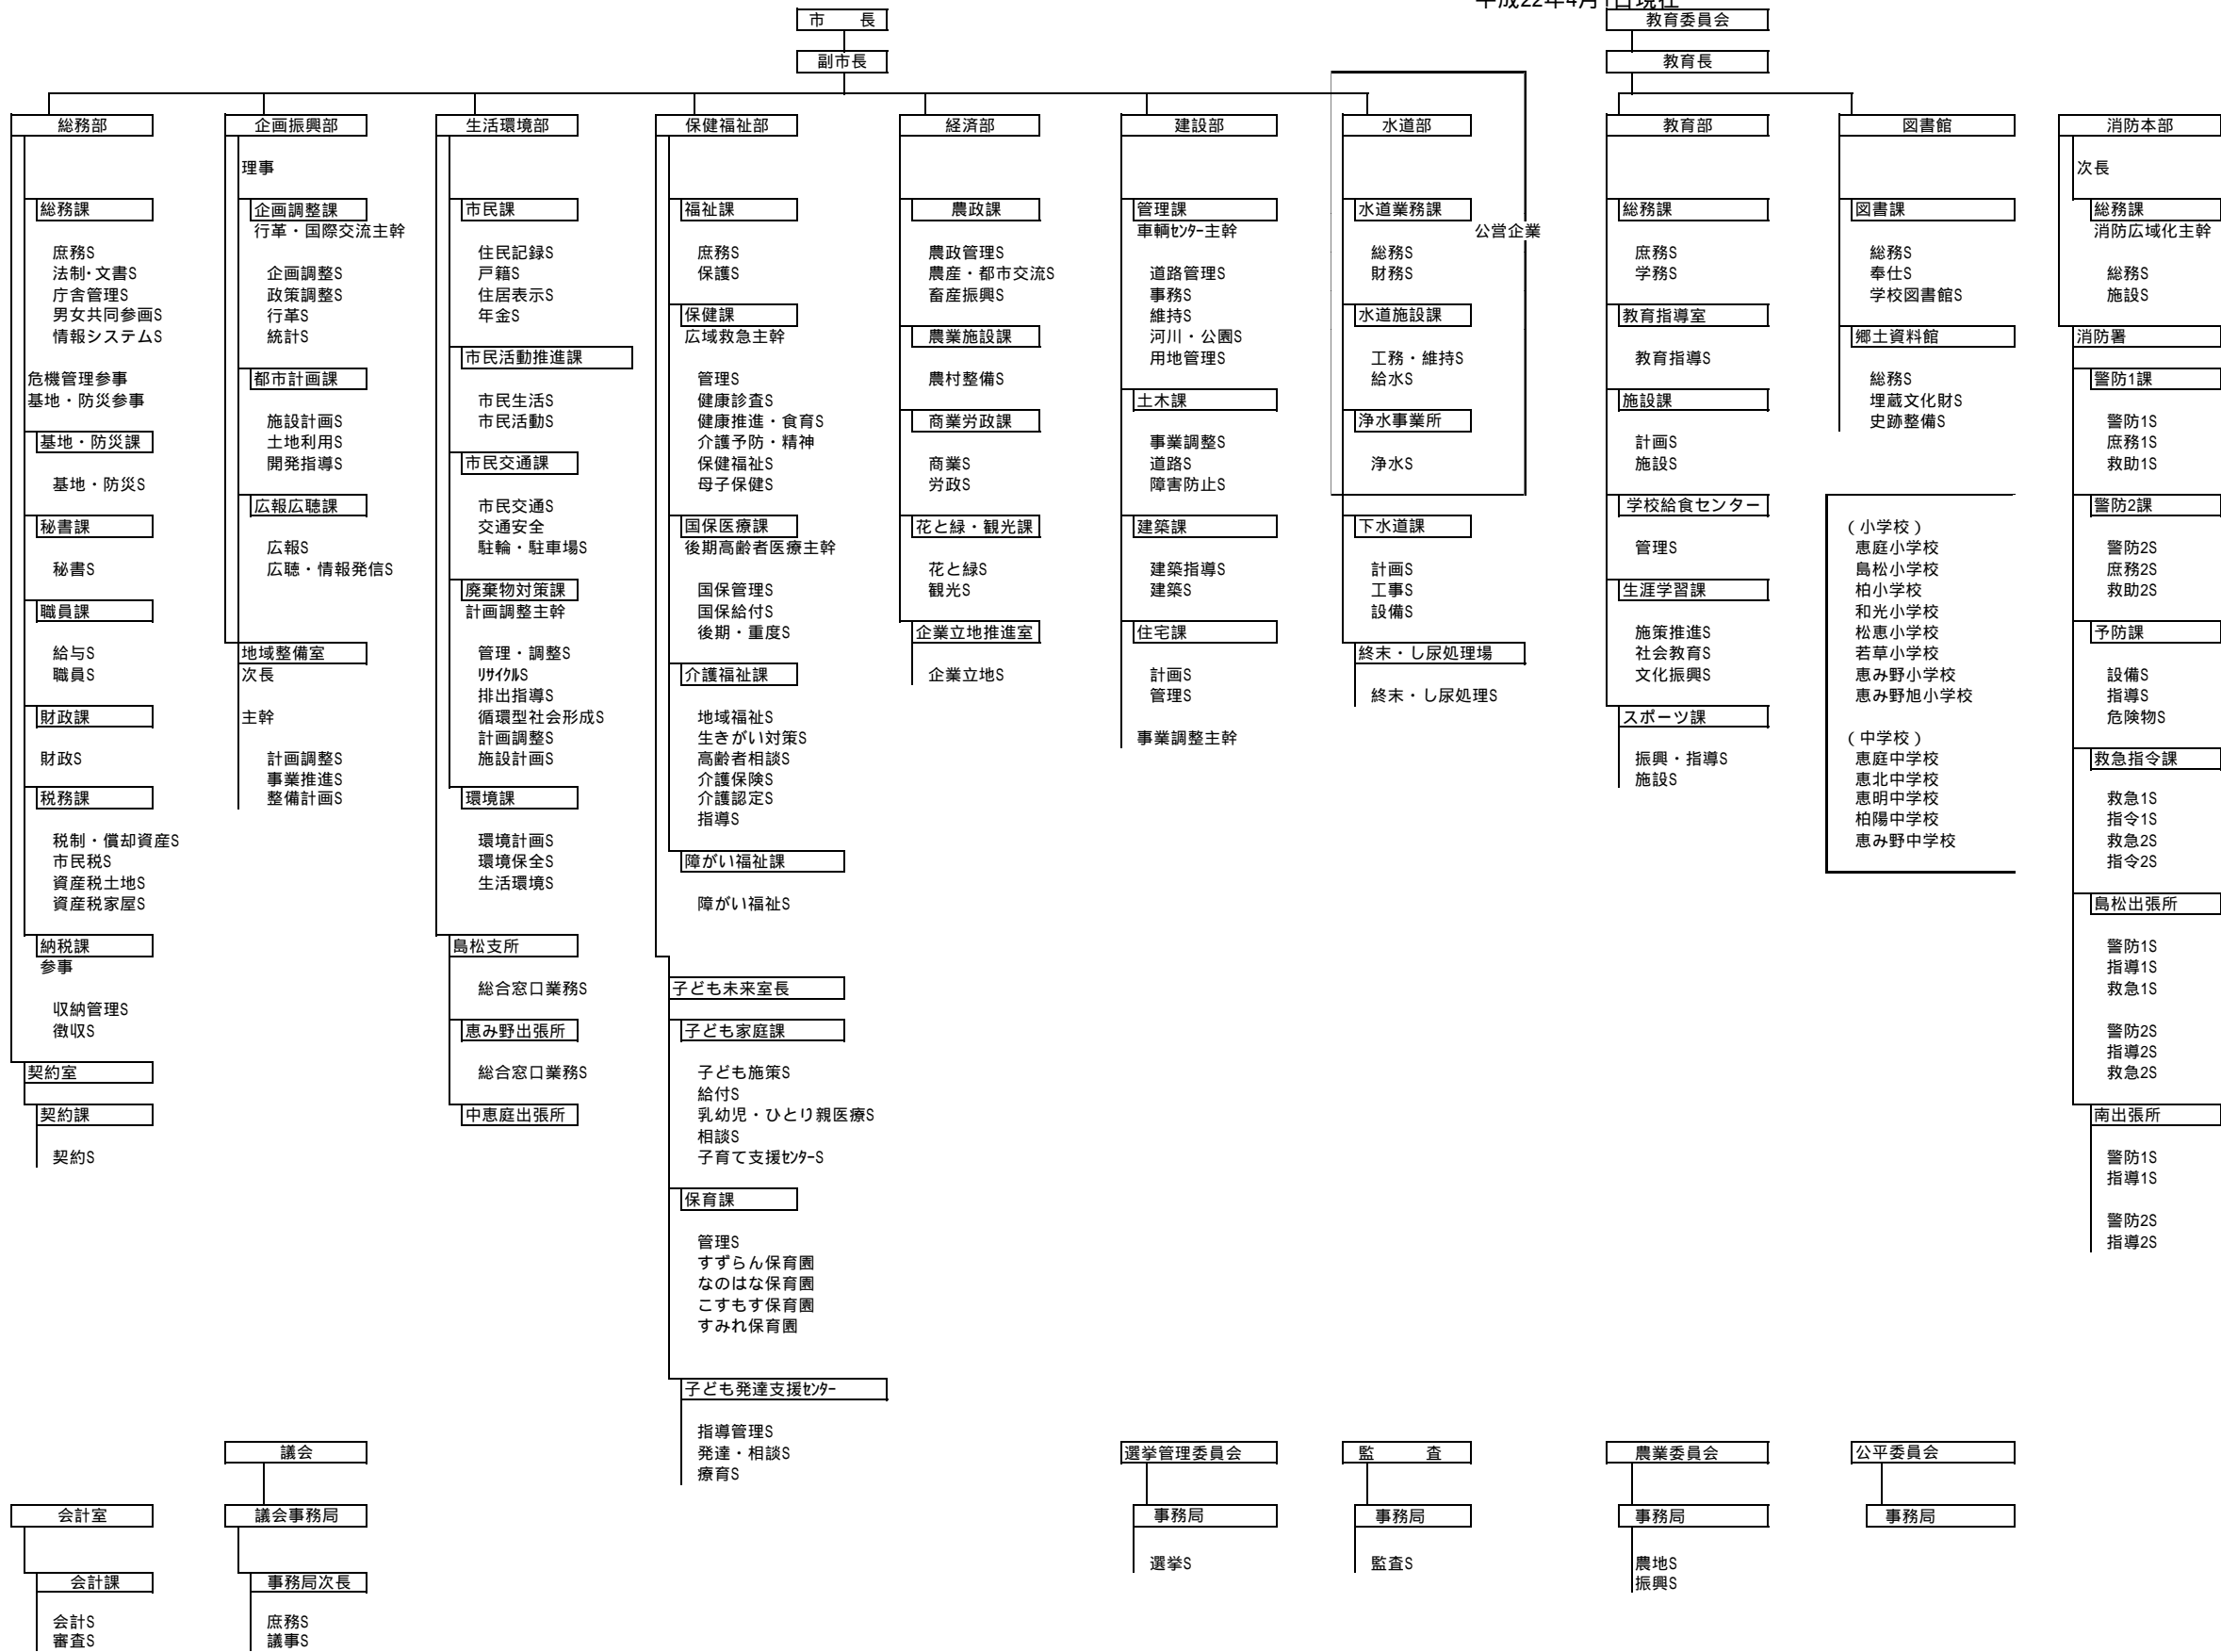 平成22年4月1日現在
市　　長
副市長
教育委員会
教育長
総務部
総務課
庶務S
法制・文書S
庁舎管理S
男女共同参画S
情報システムS
危機管理参事
基地・防災参事
基地・防災課
基地・防災S
秘書課
秘書S
職員課
給与S
職員S
財政課
財政S
税務課
税制・償却資産S
市民税S
資産税土地S
資産税家屋S
納税課
参事
収納管理S
徴収S
契約室
契約課
契約S
企画振興部
理事
企画調整課
行革・国際交流主幹
企画調整S
政策調整S
行革S
統計S
都市計画課
施設計画S
土地利用S
開発指導S
広報広聴課
広報S
広聴・情報発信S
地域整備室
次長
主幹
計画調整S
事業推進S
整備計画S
生活環境部
市民課
住民記録S
戸籍S
住居表示S
年金S
市民活動推進課
市民生活S
市民活動S
市民交通課
市民交通S
交通安全
駐輪・駐車場S
廃棄物対策課
計画調整主幹
管理・調整S
ﾘｻｲｸﾙS
排出指導S
循環型社会形成S
計画調整S
施設計画S
環境課
環境計画S
環境保全S
生活環境S
島松支所
総合窓口業務S
恵み野出張所
総合窓口業務S
中恵庭出張所
保健福祉部
福祉課
庶務S
保護S
保健課
広域救急主幹
管理S
健康診査S
健康推進・食育S
介護予防・精神
保健福祉S
母子保健S
国保医療課
後期高齢者医療主幹
国保管理S
国保給付S
後期・重度S
介護福祉課
地域福祉S
生きがい対策S
高齢者相談S
介護保険S
介護認定S
指導S
障がい福祉課
障がい福祉S
子ども未来室長
子ども家庭課
子ども施策S
給付S
乳幼児・ひとり親医療S
相談S
子育て支援ｾﾝﾀｰS
保育課
管理S
すずらん保育園
なのはな保育園
こすもす保育園
すみれ保育園
子ども発達支援ｾﾝﾀｰ
指導管理S
発達・相談S
療育S
経済部
農政課
農政管理S
農産・都市交流S
畜産振興S
農業施設課
農村整備S
商業労政課
商業S
労政S
花と緑・観光課
花と緑S
観光S
企業立地推進室
企業立地S
建設部
管理課
車輌ｾﾝﾀｰ主幹
道路管理S
事務S
維持S
河川・公園S
用地管理S
土木課
事業調整S
道路S
障害防止S
建築課
建築指導S
建築S
住宅課
計画S
管理S
事業調整主幹
水道部
水道業務課
公営企業
総務S
財務S
水道施設課
工務・維持S
給水S
浄水事業所
浄水S
下水道課
計画S
工事S
設備S
終末・し尿処理場
終末・し尿処理S
教育部
総務課
庶務S
学務S
教育指導室
教育指導S
施設課
計画S
施設S
学校給食センター
管理S
生涯学習課
施策推進S
社会教育S
文化振興S
スポーツ課
振興・指導S
施設S
図書館
図書課
総務S
奉仕S
学校図書館S
郷土資料館
総務S
埋蔵文化財S
史跡整備S
(小学校)
恵庭小学校
島松小学校
柏小学校
和光小学校
松恵小学校
若草小学校
恵み野小学校
恵み野旭小学校
(中学校)
恵庭中学校
恵北中学校
恵明中学校
柏陽中学校
恵み野中学校
消防本部
次長
総務課
消防広域化主幹
総務S
施設S
消防署
警防1課
警防1S
庶務1S
救助1S
警防2課
警防2S
庶務2S
救助2S
予防課
設備S
指導S
危険物S
救急指令課
救急1S
指令1S
救急2S
指令2S
島松出張所
警防1S
指導1S
救急1S
警防2S
指導2S
救急2S
南出張所
警防1S
指導1S
警防2S
指導2S
会計室
会計課
会計S
審査S
議会
議会事務局
事務局次長
庶務S
議事S
選挙管理委員会
事務局
選挙S
監　　査
事務局
監査S
農業委員会
事務局
農地S
振興S
公平委員会
事務局